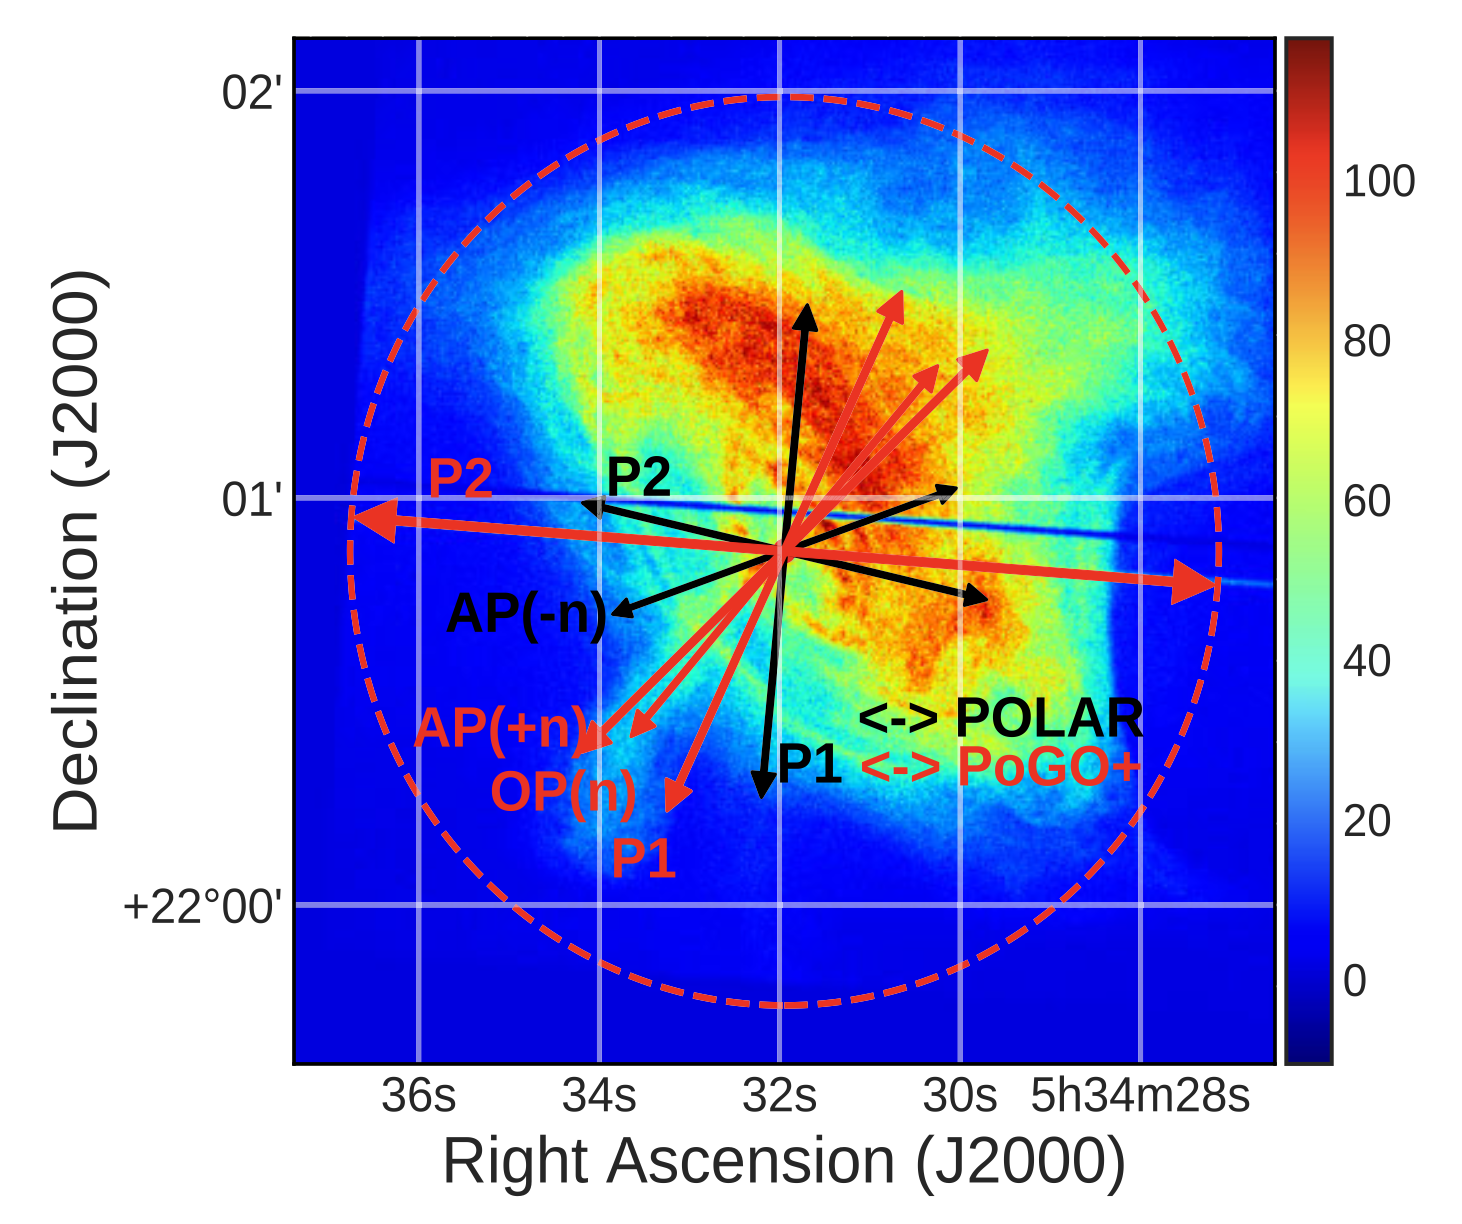 02'
01'
+22°00'
Declination (J2000)
P2
P2
AP(-n)
AP(+n)
OP(n)
P1
P1
<-> POLAR
<-> PoGO+
100
80
60
40
20
0
36s
34s
32s
30s
5h34m28s
Right Ascension (J2000)